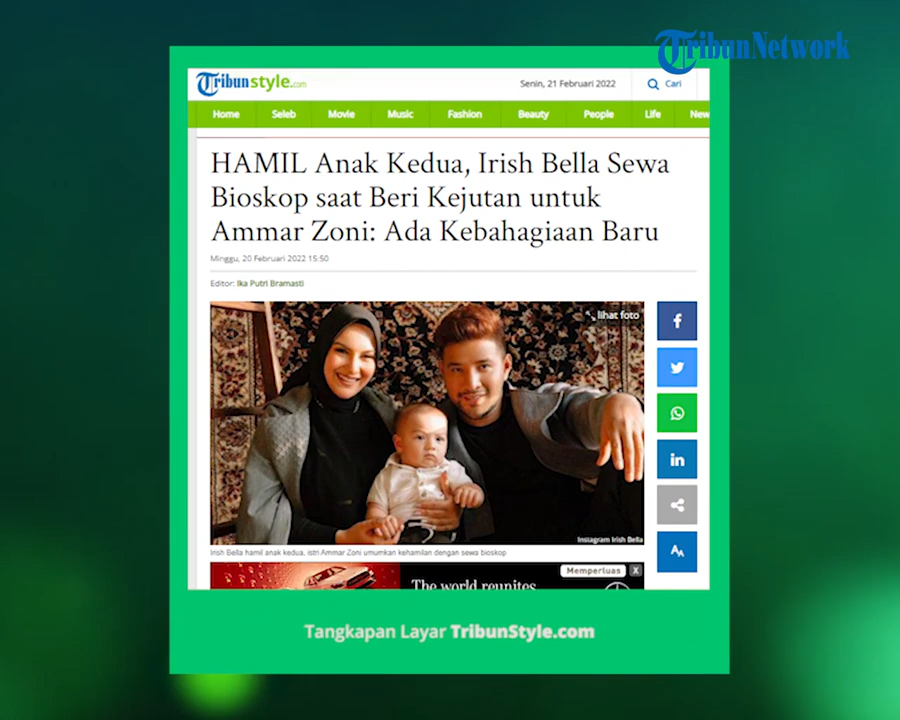 TribunNetwork
Tribunstyle.com
Senin, 21 Februari 2022
Cari
Home Seleb Movie Music Fashion Beauty People Life New
HAMIL Anak Kedua, Irish Bella Sewa
Bioskop saat Beri Kejutan untuk
Ammar Zoni: Ada Kebahagiaan Baru
Minggu, 20 Februari 2022 15:50
Editor: Ika Putri Bramasti
lihat foto
Instagram Irish Bella
Irish Bella hamil anak kedua, istri Ammar Zoni umumkan kehamilan dengan sewa bioskop
Memperluas X
The world reunites
Tangkapan Layar TribunStyle.com